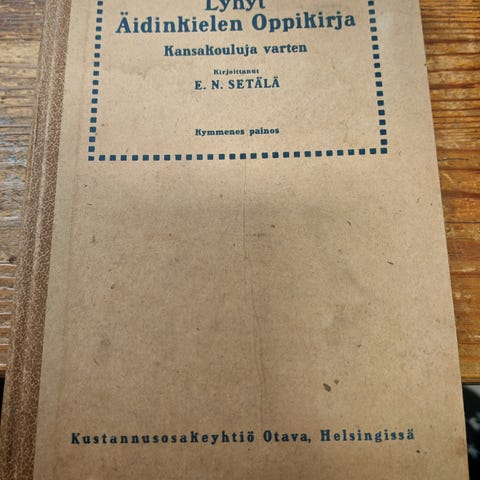 Lyhyt
Äidinkielen Oppikirja
Kansakouluja varten
Kirjoittanut
E. N. SETÄLÄ
Kymmenes painos
Kustannusosakeyhtiö Otava, Helsingissä